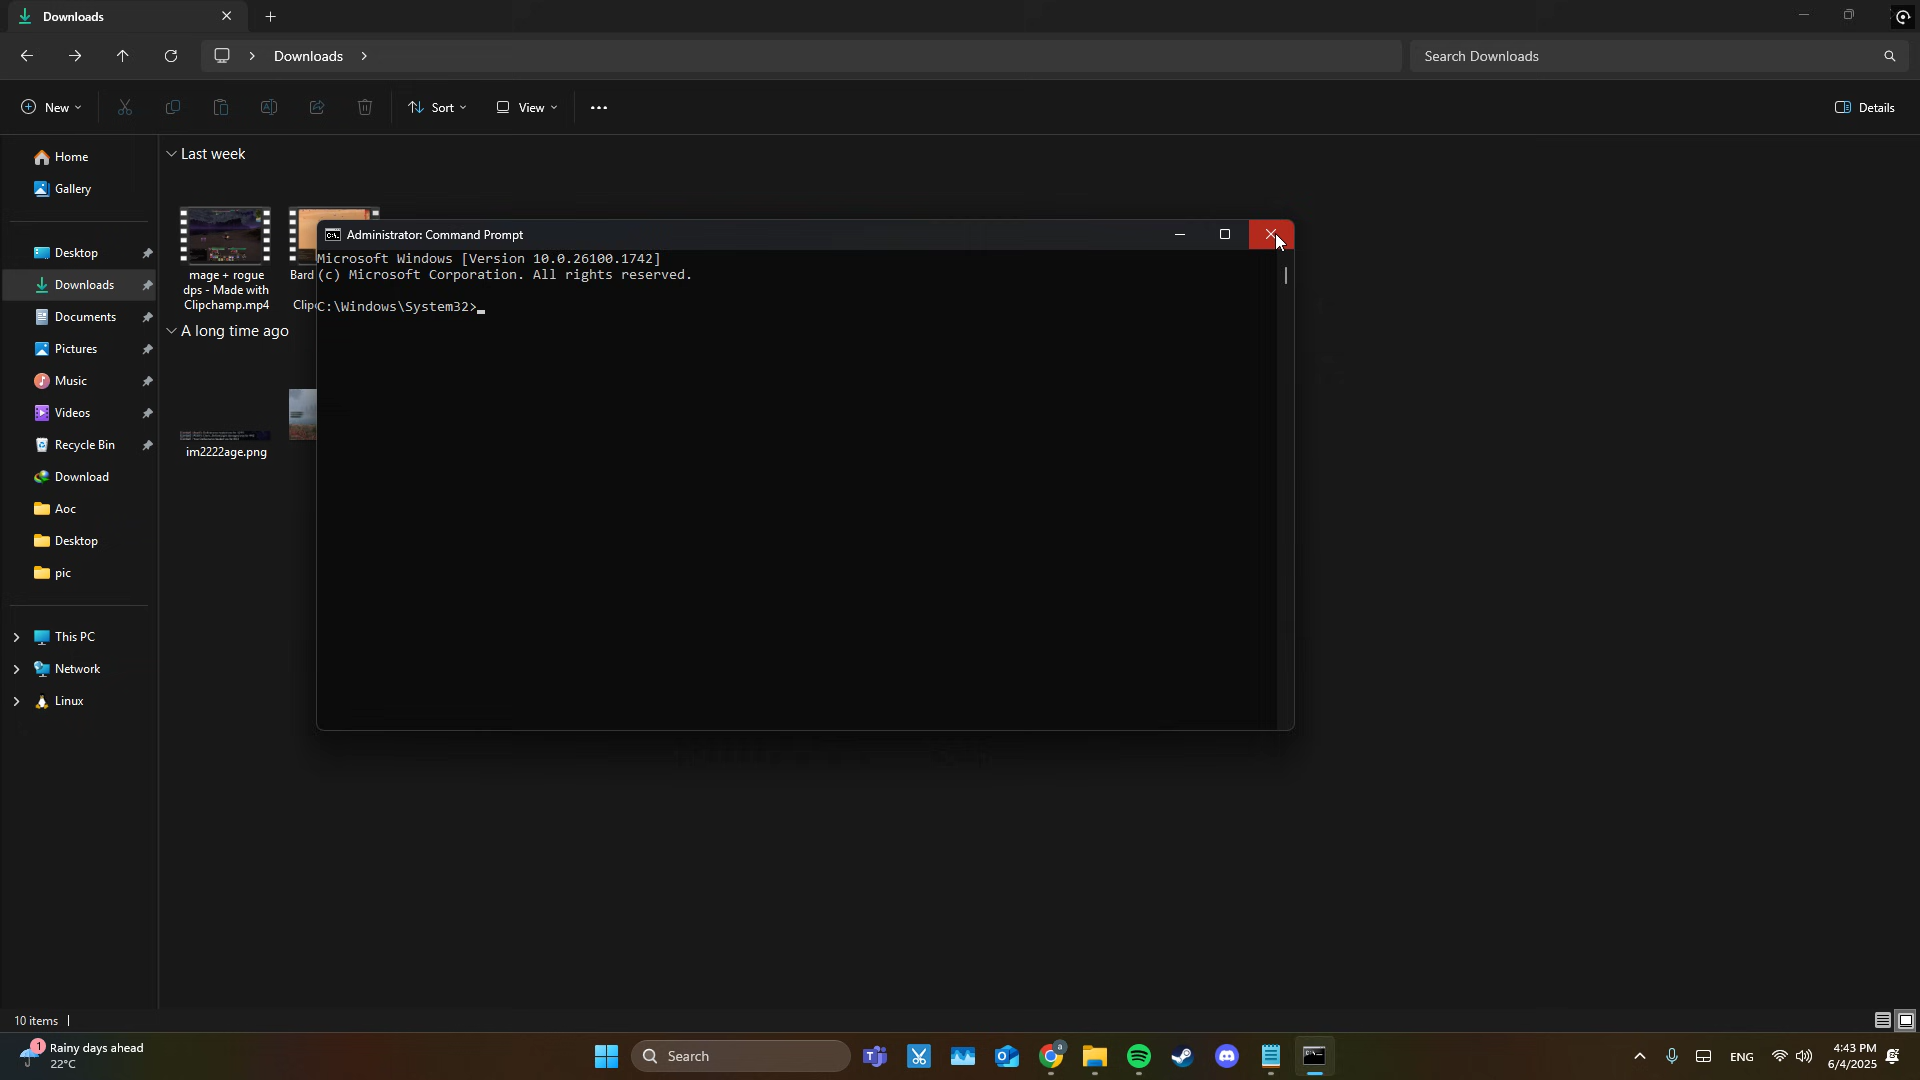 Downloads
Downloads
Search Downloads
New
Sort
View
Details
Home
Gallery
Desktop
Downloads
Documents
Pictures
Music
Videos
Recycle Bin
Download
Aoc
Desktop
pic
This PC
Network
Linux
Last week
mage + rogue
dps - Made with
Clipchamp.mp4
Bard
Clipc
A long time ago
im2222age.png
Administrator: Command Prompt
Microsoft Windows [Version 10.0.26100.1742]
(c) Microsoft Corporation. All rights reserved.
C:\Windows\System32>
10 items
1
Rainy days ahead
22°C
Search
ENG
4:43 PM
6/4/2025